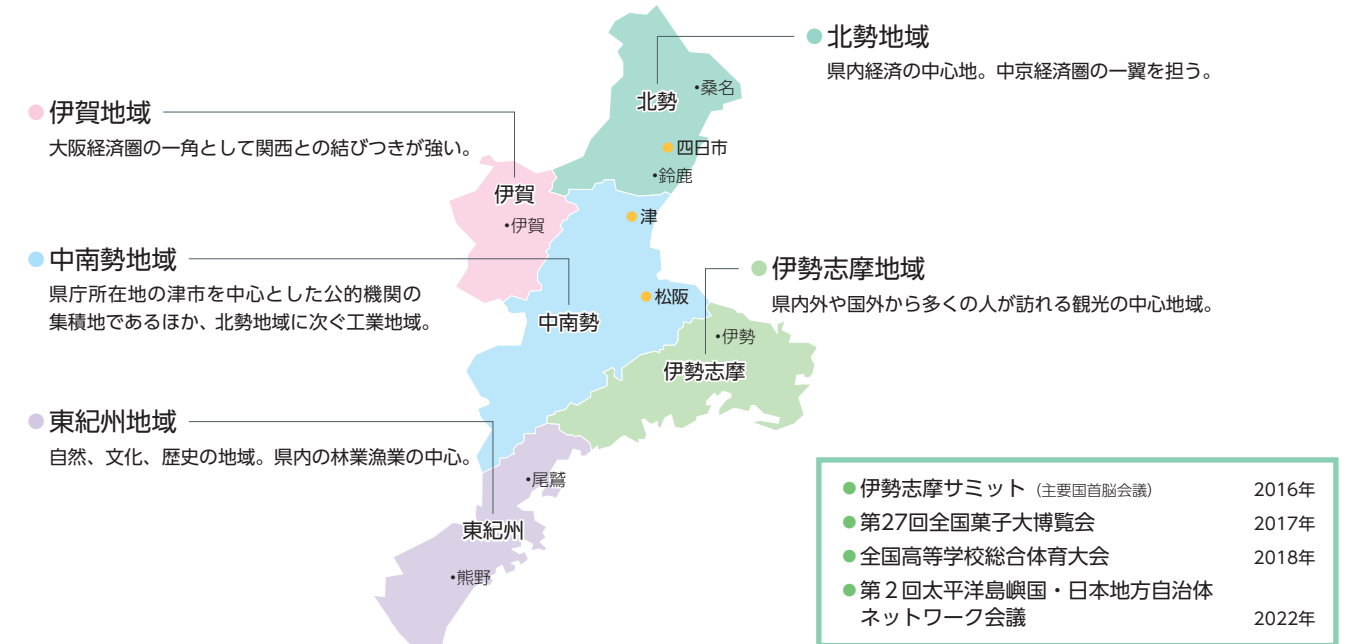 北勢地域
県内経済の中心地。中京経済圏の一翼を担う。
伊賀地域
大阪経済圏の一角として関西との結びつきが強い。
中南勢地域
県庁所在地の津市を中心とした公的機関の
集積地であるほか、北勢地域に次ぐ工業地域。
伊勢志摩地域
県内外や国外から多くの人が訪れる観光の中心地域。
東紀州地域
自然、文化、歴史の地域。県内の林業漁業の中心。
北勢
・桑名
四日市
・鈴鹿
伊賀
・伊賀
津
松阪
中南勢
・伊勢
伊勢志摩
・尾鷲
東紀州
・熊野
伊勢志摩サミット（主要国首脳会議） 2016年
第27回全国菓子大博覧会 2017年
全国高等学校総合体育大会 2018年
第２回太平洋島嶼国・日本地方自治体
ネットワーク会議 2022年